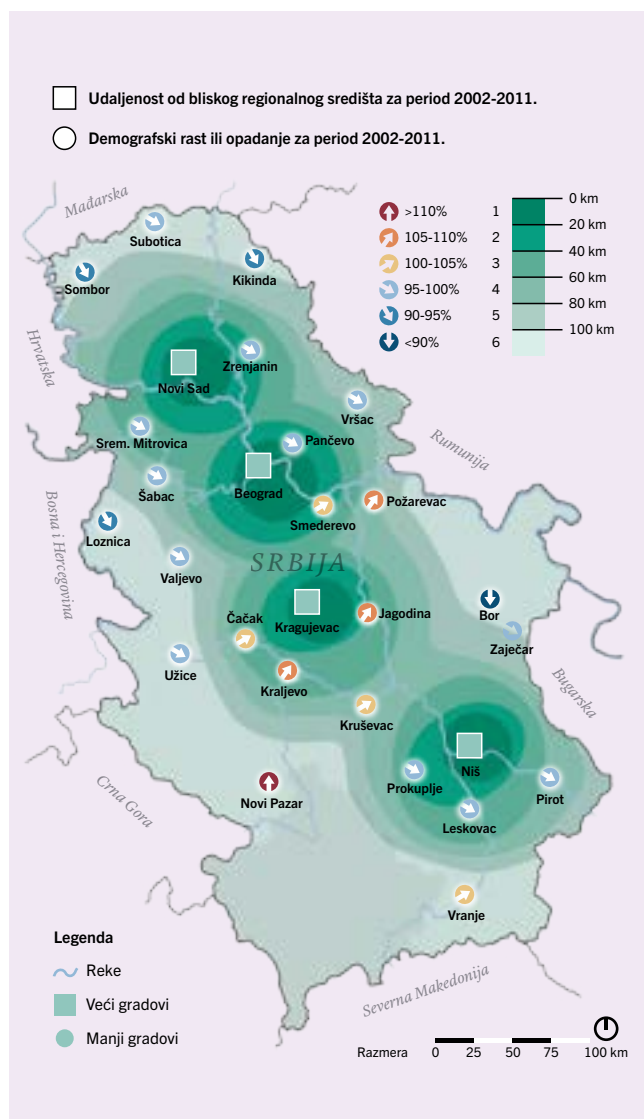 Udaljenost od bliskog regionalnog središta za period 2002-2011.
Demografski rast ili opadanje za period 2002-2011.
>110% 1
105-110% 2
100-105% 3
95-100% 4
90-95% 5
<90% 6
0 km
20 km
40 km
60 km
80 km
100 km
Mađarska
Subotica
Sombor
Kikinda
Hrvatska
Zrenjanin
Novi Sad
Vršac
Srem. Mitrovica
Pančevo
Rumunija
Šabac
Beograd
Smederevo
Požarevac
Bosna i Hercegovina
Loznica
Valjevo
SRBIJA
Čačak
Kragujevac
Jagodina
Bor
Zaječar
Užice
Kraljevo
Kruševac
Bugarska
Niš
Prokuplje
Pirot
Crna Gora
Novi Pazar
Leskovac
Vranje
Severna Makedonija
Legenda
Reke
Veći gradovi
Manji gradovi
Razmera 0 25 50 75 100 km